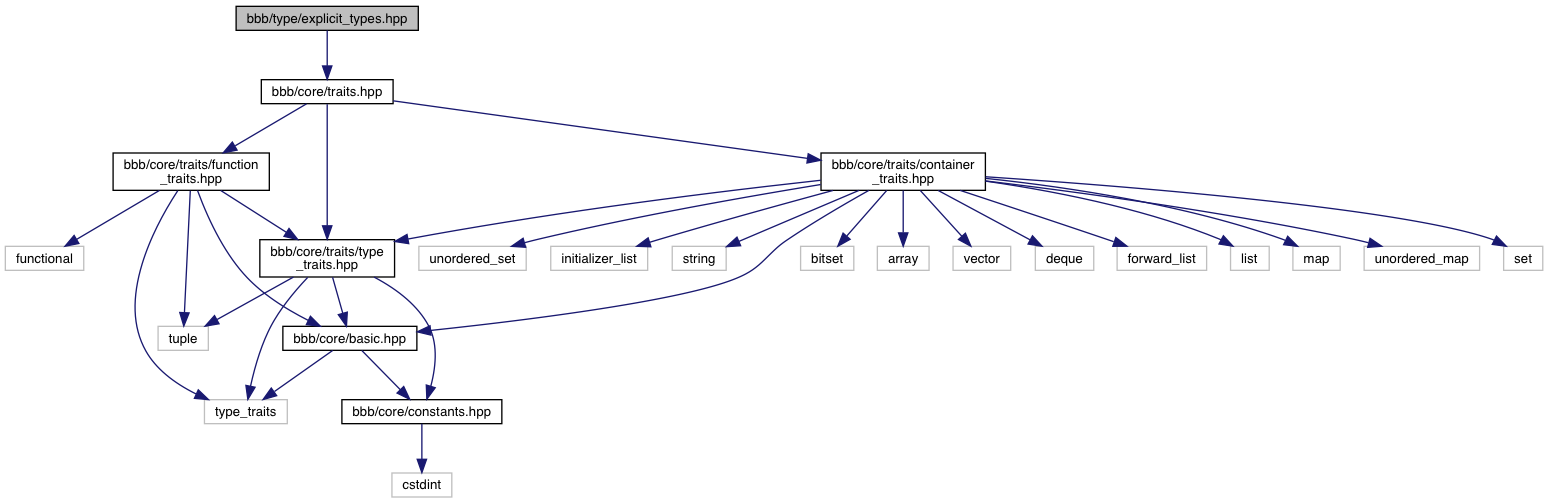 bbb/type/explicit_types.hpp
bbb/core/traits.hpp
bbb/core/traits/function
_traits.hpp
bbb/core/traits/container
_traits.hpp
functional
bbb/core/traits/type
_traits.hpp
unordered_set
initializer_list
string
bitset
array
vector
deque
forward_list
list
map
unordered_map
set
tuple
bbb/core/basic.hpp
type_traits
bbb/core/constants.hpp
cstdint